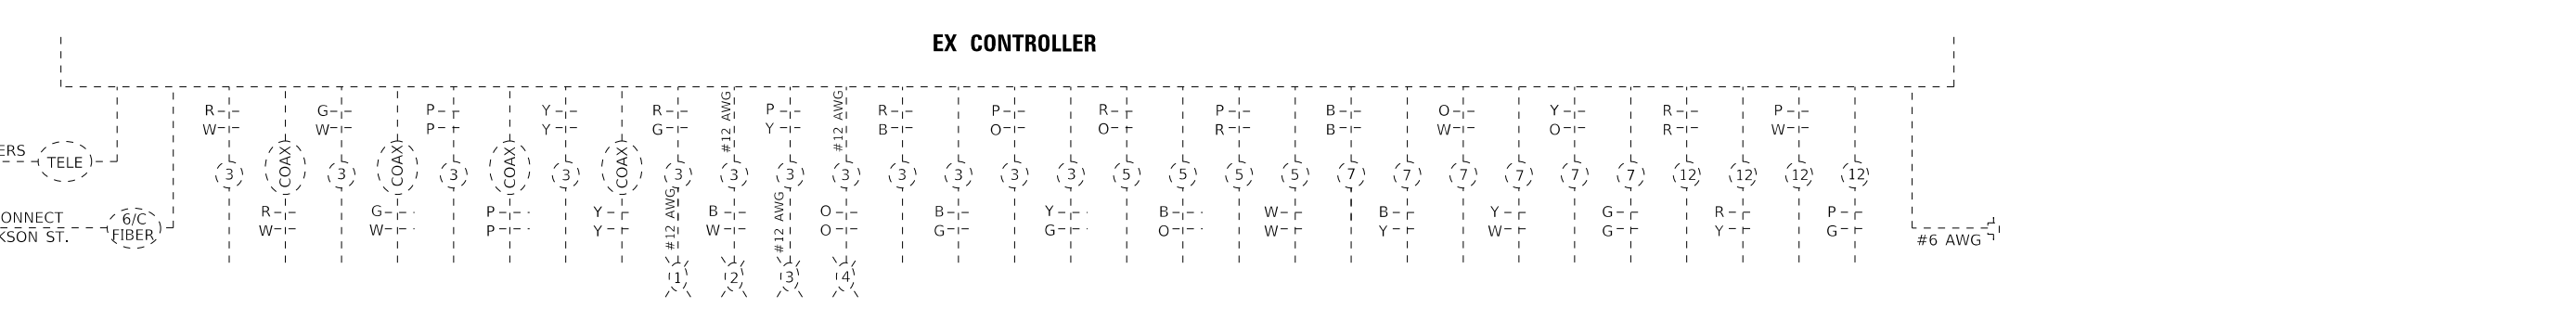 EX CONTROLLER
R G P Y R #12 AWG P #12 AWG R P R P B O Y R P
W W P Y G Y B O O R B W O R W
ERS TELE COAX COAX COAX COAX
3 3 3 3 3 3 3 3 3 3 3 3 5 5 5 5 7 7 7 7 7 7 12 12 12 12
ONNECT 6/C R G P Y #12 AWG B #12 AWG O B Y B W B Y G R P
KSON ST. FIBER W W P Y W O G G O W Y W G Y G
#6 AWG
1 2 3 4